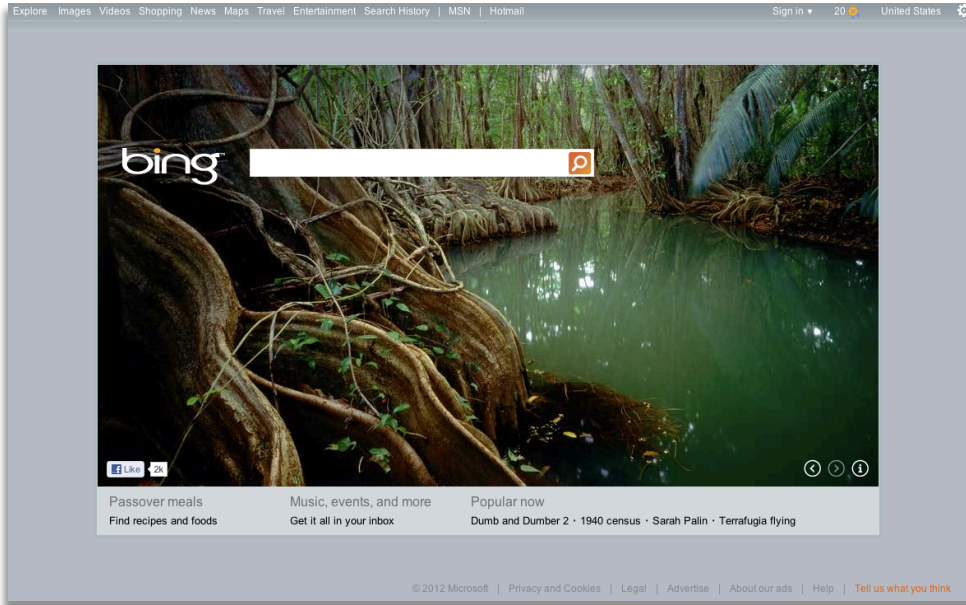 Explore Images Videos Shopping News Maps Travel Entertainment Search History | MSN | Hotmail Sign in ▾ 20 United States
bing™
Like 2k
Passover meals Music, events, and more Popular now
Find recipes and foods Get it all in your inbox Dumb and Dumber 2 · 1940 census · Sarah Palin · Terrafugia flying
© 2012 Microsoft | Privacy and Cookies | Legal | Advertise | About our ads | Help | Tell us what you think